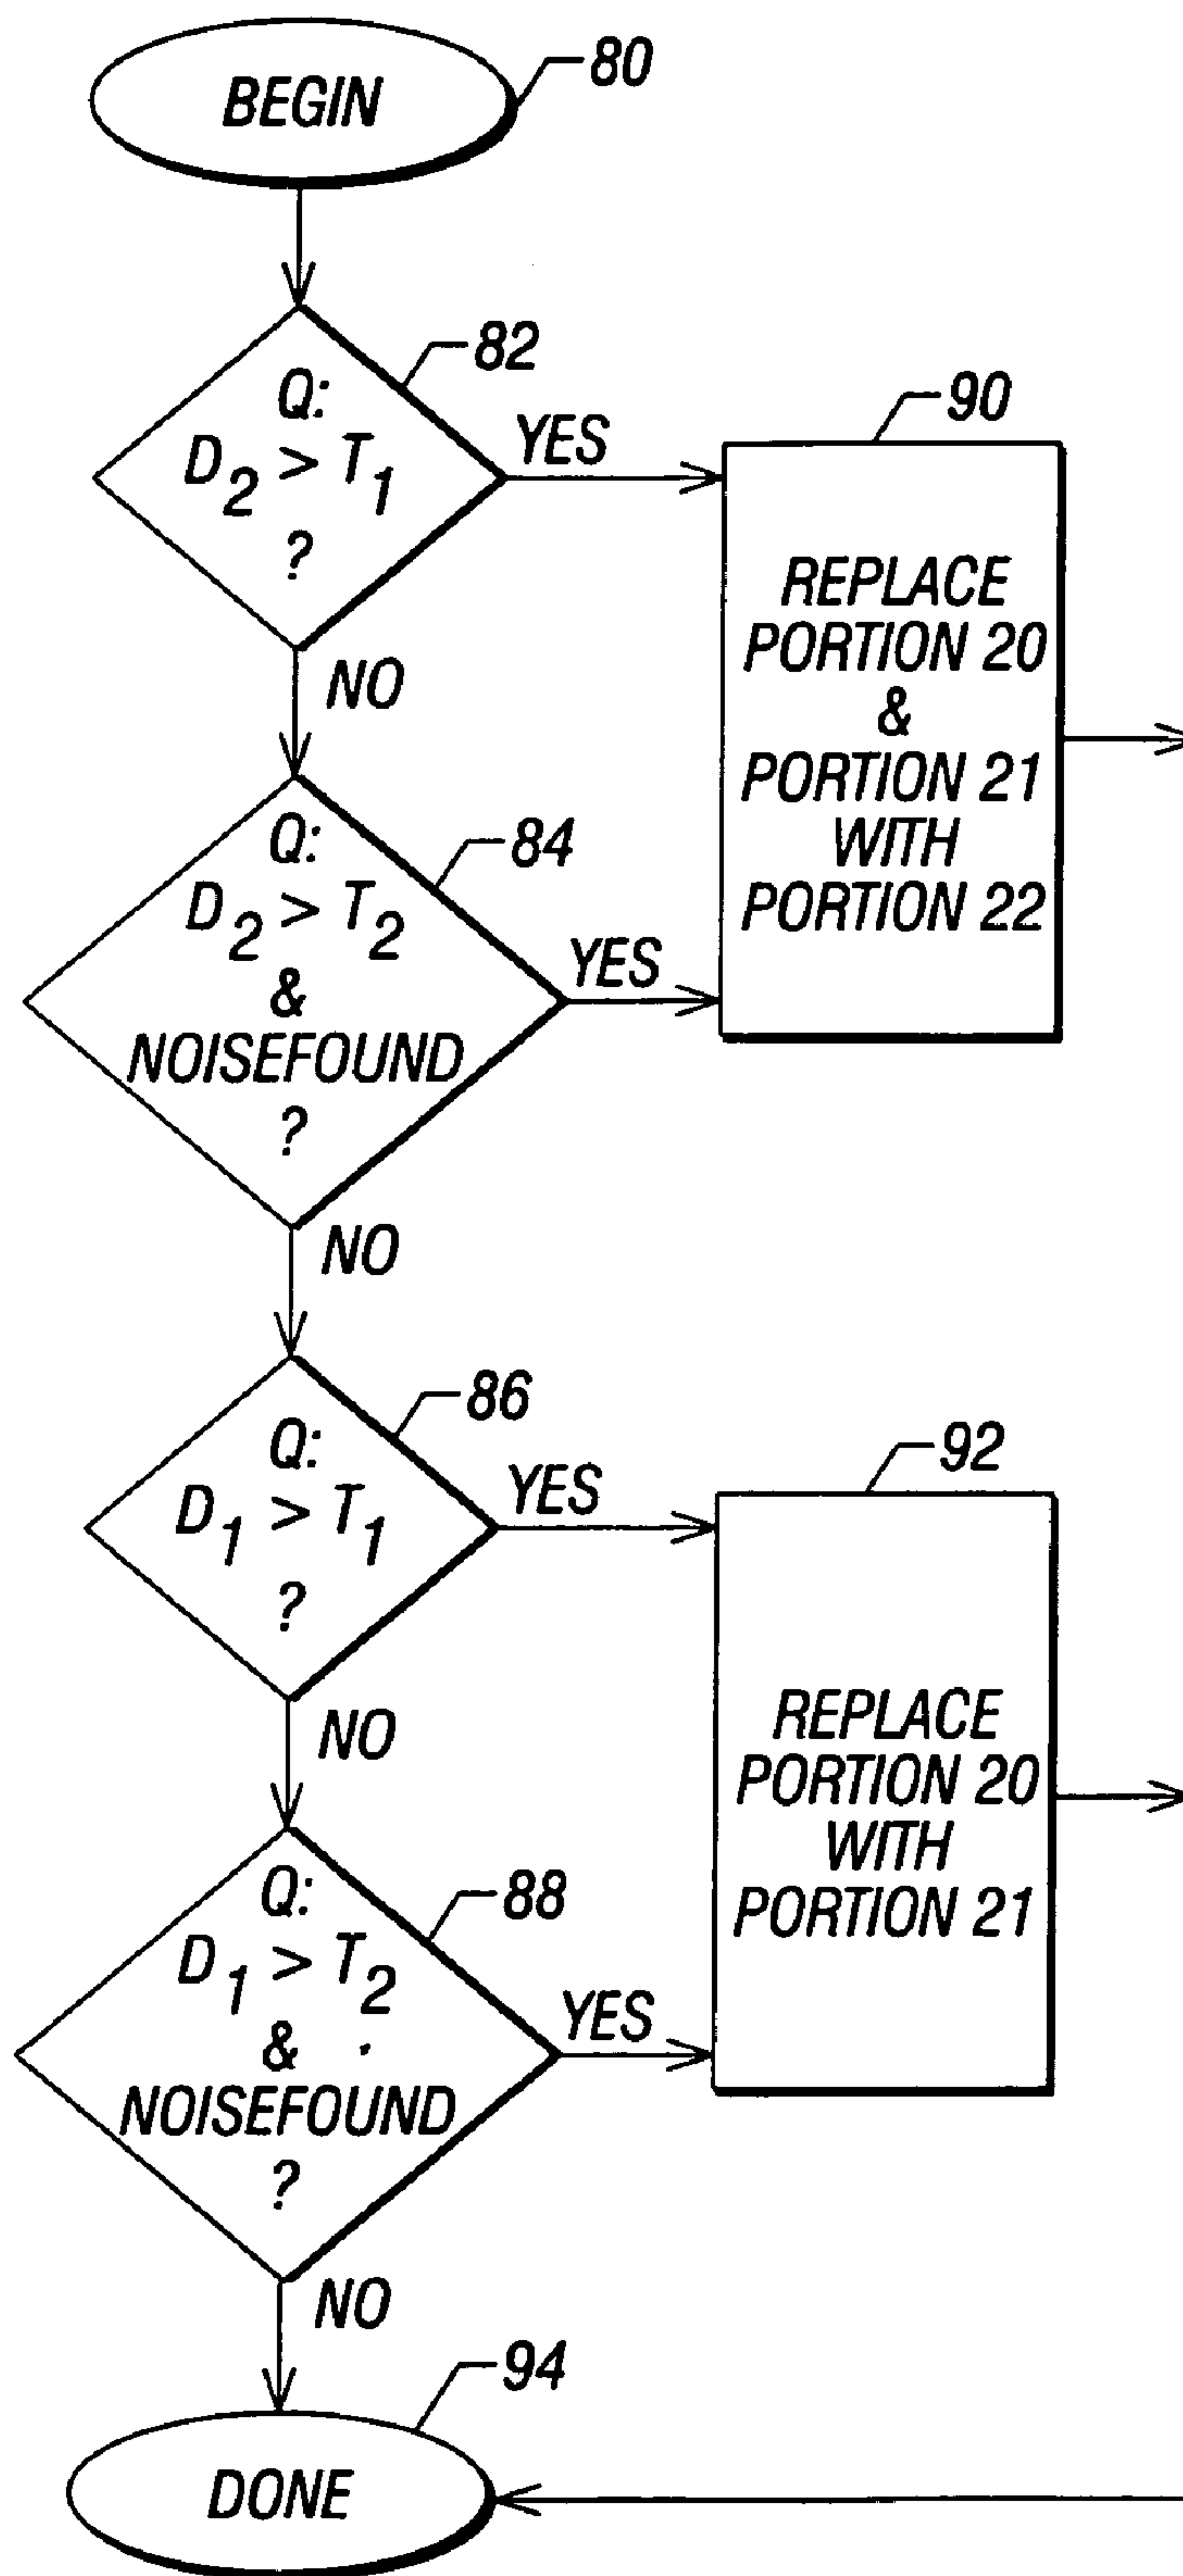 BEGIN
80
82
Q:
D2 > T1
?
YES
NO
90
REPLACE
PORTION 20
&
PORTION 21
WITH
PORTION 22
84
Q:
D2 > T2
&
NOISEFOUND
?
YES
NO
86
Q:
D1 > T1
?
YES
NO
92
REPLACE
PORTION 20
WITH
PORTION 21
88
Q:
D1 > T2
&
NOISEFOUND
?
YES
NO
94
DONE